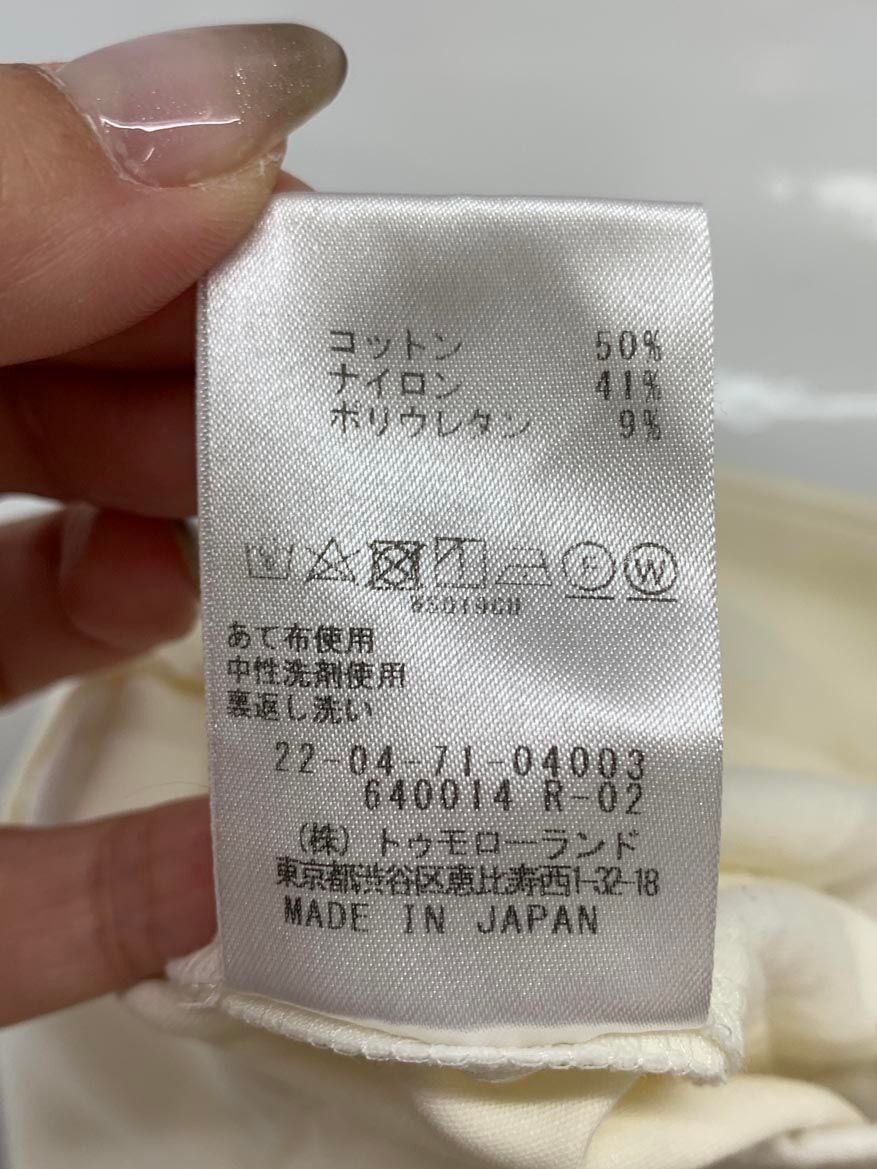 コットン 50%
ナイロン 41%
ポリウレタン 9%
F W
あて布使用
中性洗剤使用
裏返し洗い
22-04-71-04003
640014 R-02
(株) トゥモローランド
東京都渋谷区恵比寿西1-32-18
MADE IN JAPAN